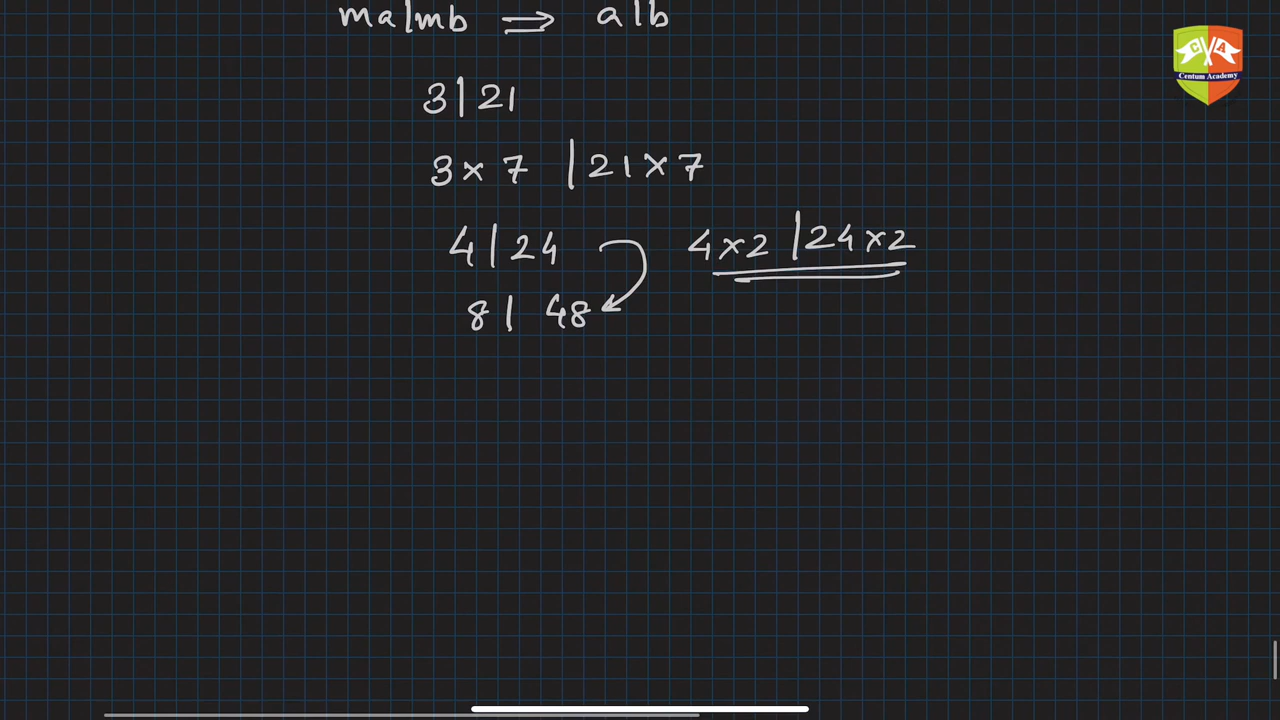 ma|mb ⟹ a|b
3|21
3×7 |21×7
4|24 4×2 |24×2
8| 48
C A
Centum Academy